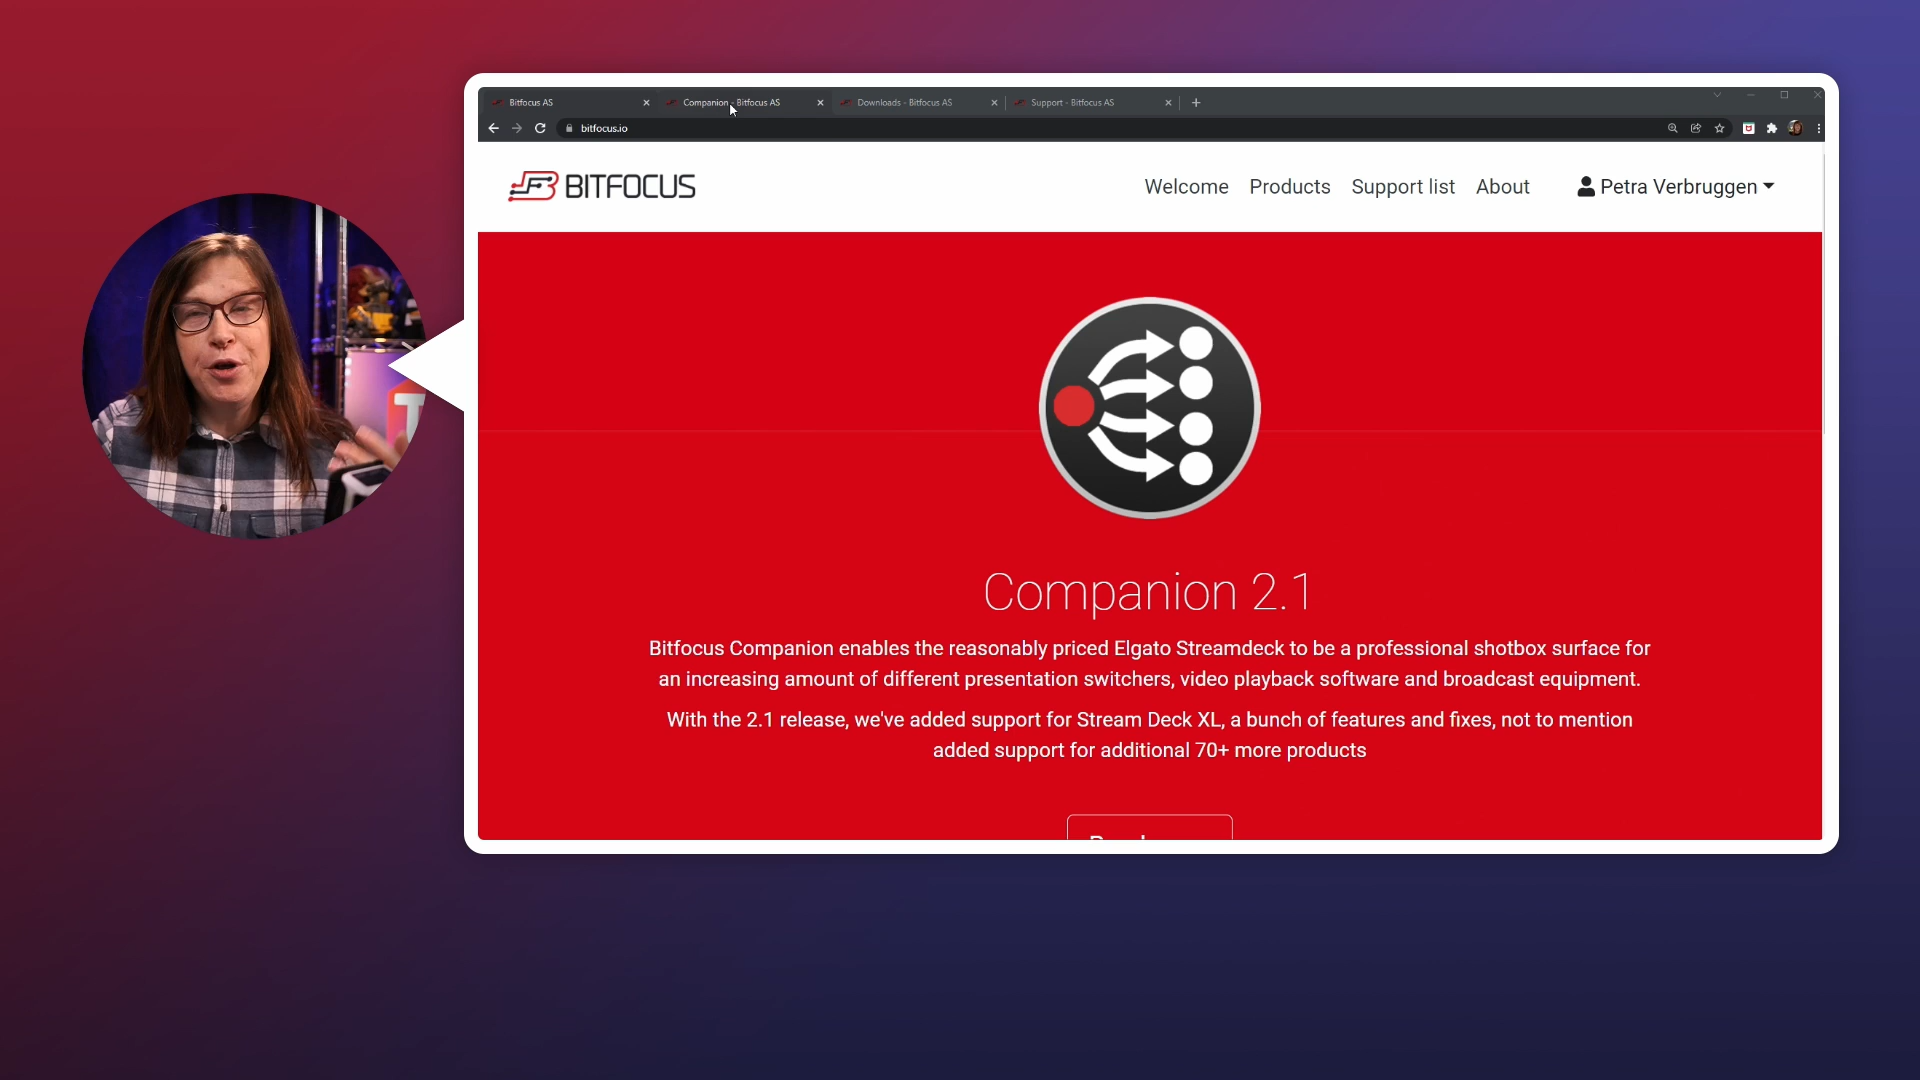 Bitfocus AS
Companion - Bitfocus AS
Downloads - Bitfocus AS
Support - Bitfocus AS
bitfocus.io
BITFOCUS
Welcome
Products
Support list
About
Petra Verbruggen
T
Companion 2.1
Bitfocus Companion enables the reasonably priced Elgato Streamdeck to be a professional shotbox surface for
an increasing amount of different presentation switchers, video playback software and broadcast equipment.
With the 2.1 release, we've added support for Stream Deck XL, a bunch of features and fixes, not to mention
added support for additional 70+ more products